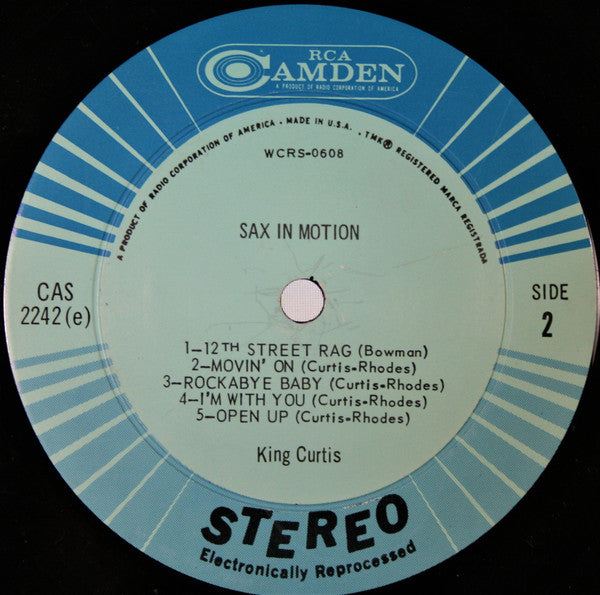 RCA
CAMDEN
A PRODUCT OF RADIO CORPORATION OF AMERICA
A PRODUCT OF RADIO CORPORATION OF AMERICA • MADE IN U.S.A. • TMK® REGISTERED MARCA REGISTRADA
WCRS-0608
SAX IN MOTION
CAS
2242(e)
SIDE
2
1–12TH STREET RAG (Bowman)
2–MOVIN' ON (Curtis-Rhodes)
3–ROCKABYE BABY (Curtis-Rhodes)
4–I'M WITH YOU (Curtis-Rhodes)
5–OPEN UP (Curtis-Rhodes)
King Curtis
STEREO
Electronically Reprocessed